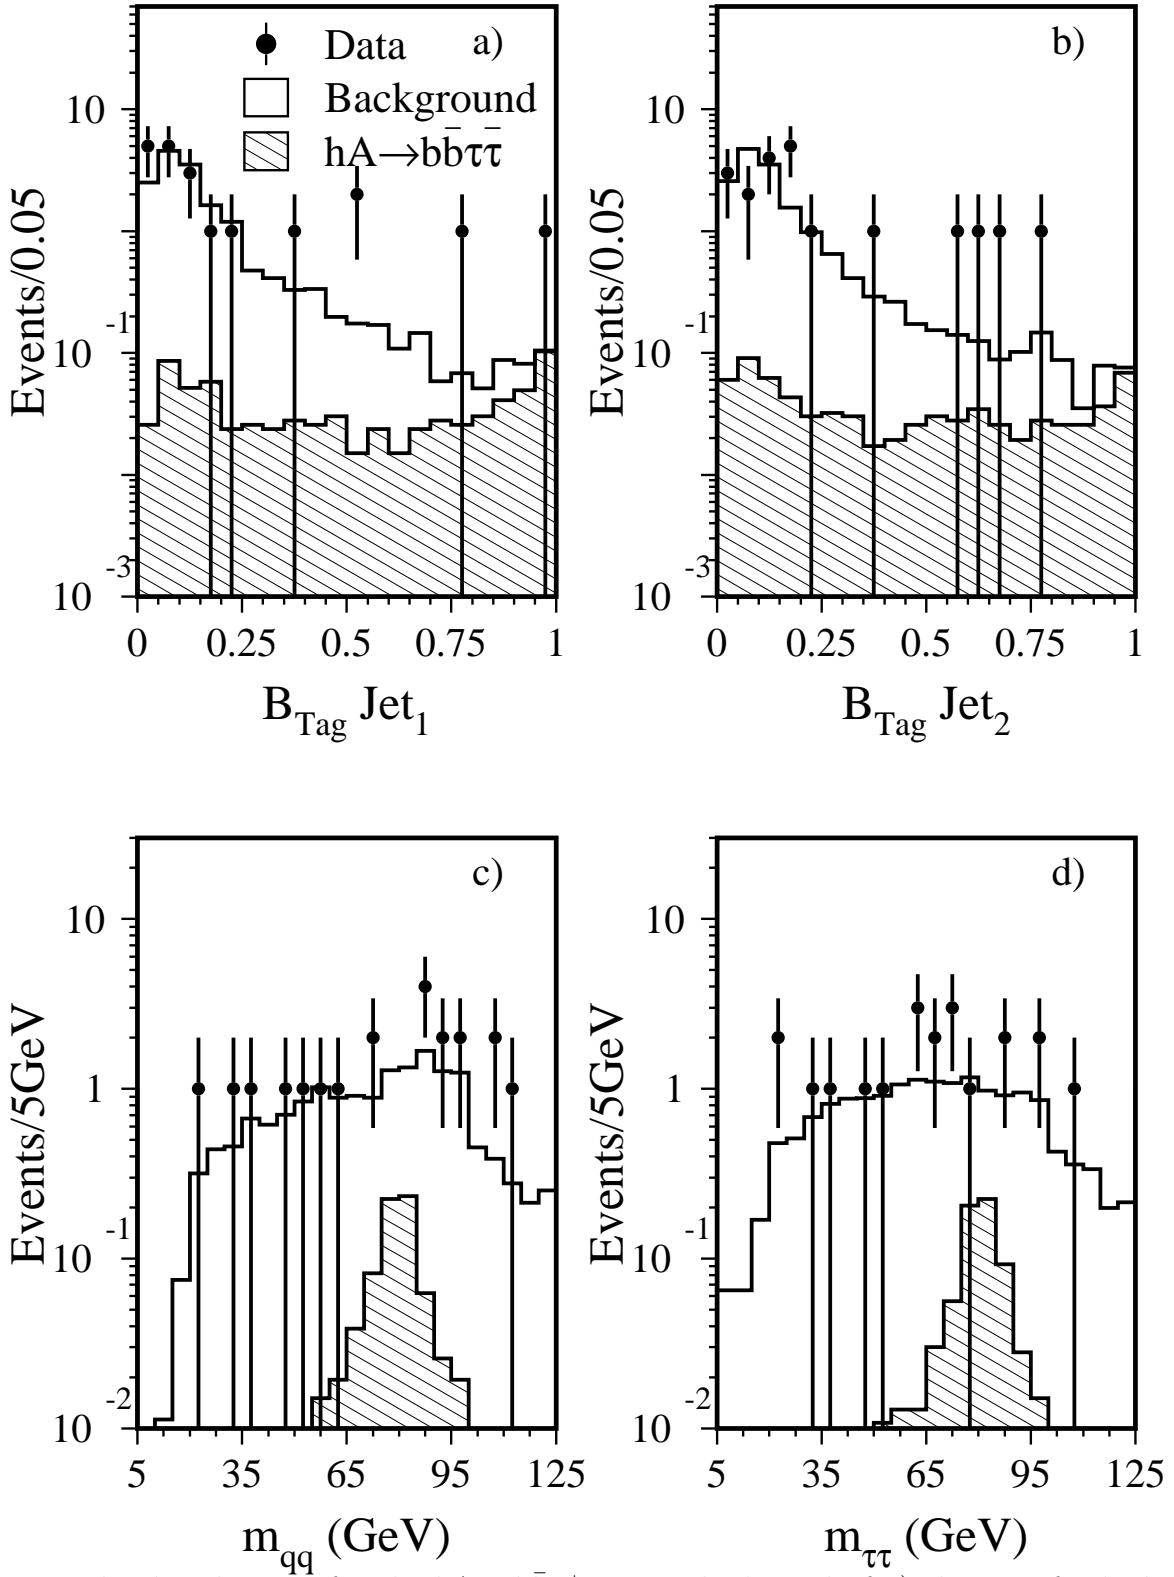 Data
Background
hA→bb̄ττ̄
a)
Events/0.05
10
10⁻¹
10⁻³
0 0.25 0.5 0.75 1
B_Tag Jet_1
b)
Events/0.05
10
10⁻¹
10⁻³
0 0.25 0.5 0.75 1
B_Tag Jet_2
c)
Events/5GeV
10
1
10⁻¹
10⁻²
5 35 65 95 125
m_qq (GeV)
d)
Events/5GeV
10
1
10⁻¹
10⁻²
5 35 65 95 125
m_ττ (GeV)